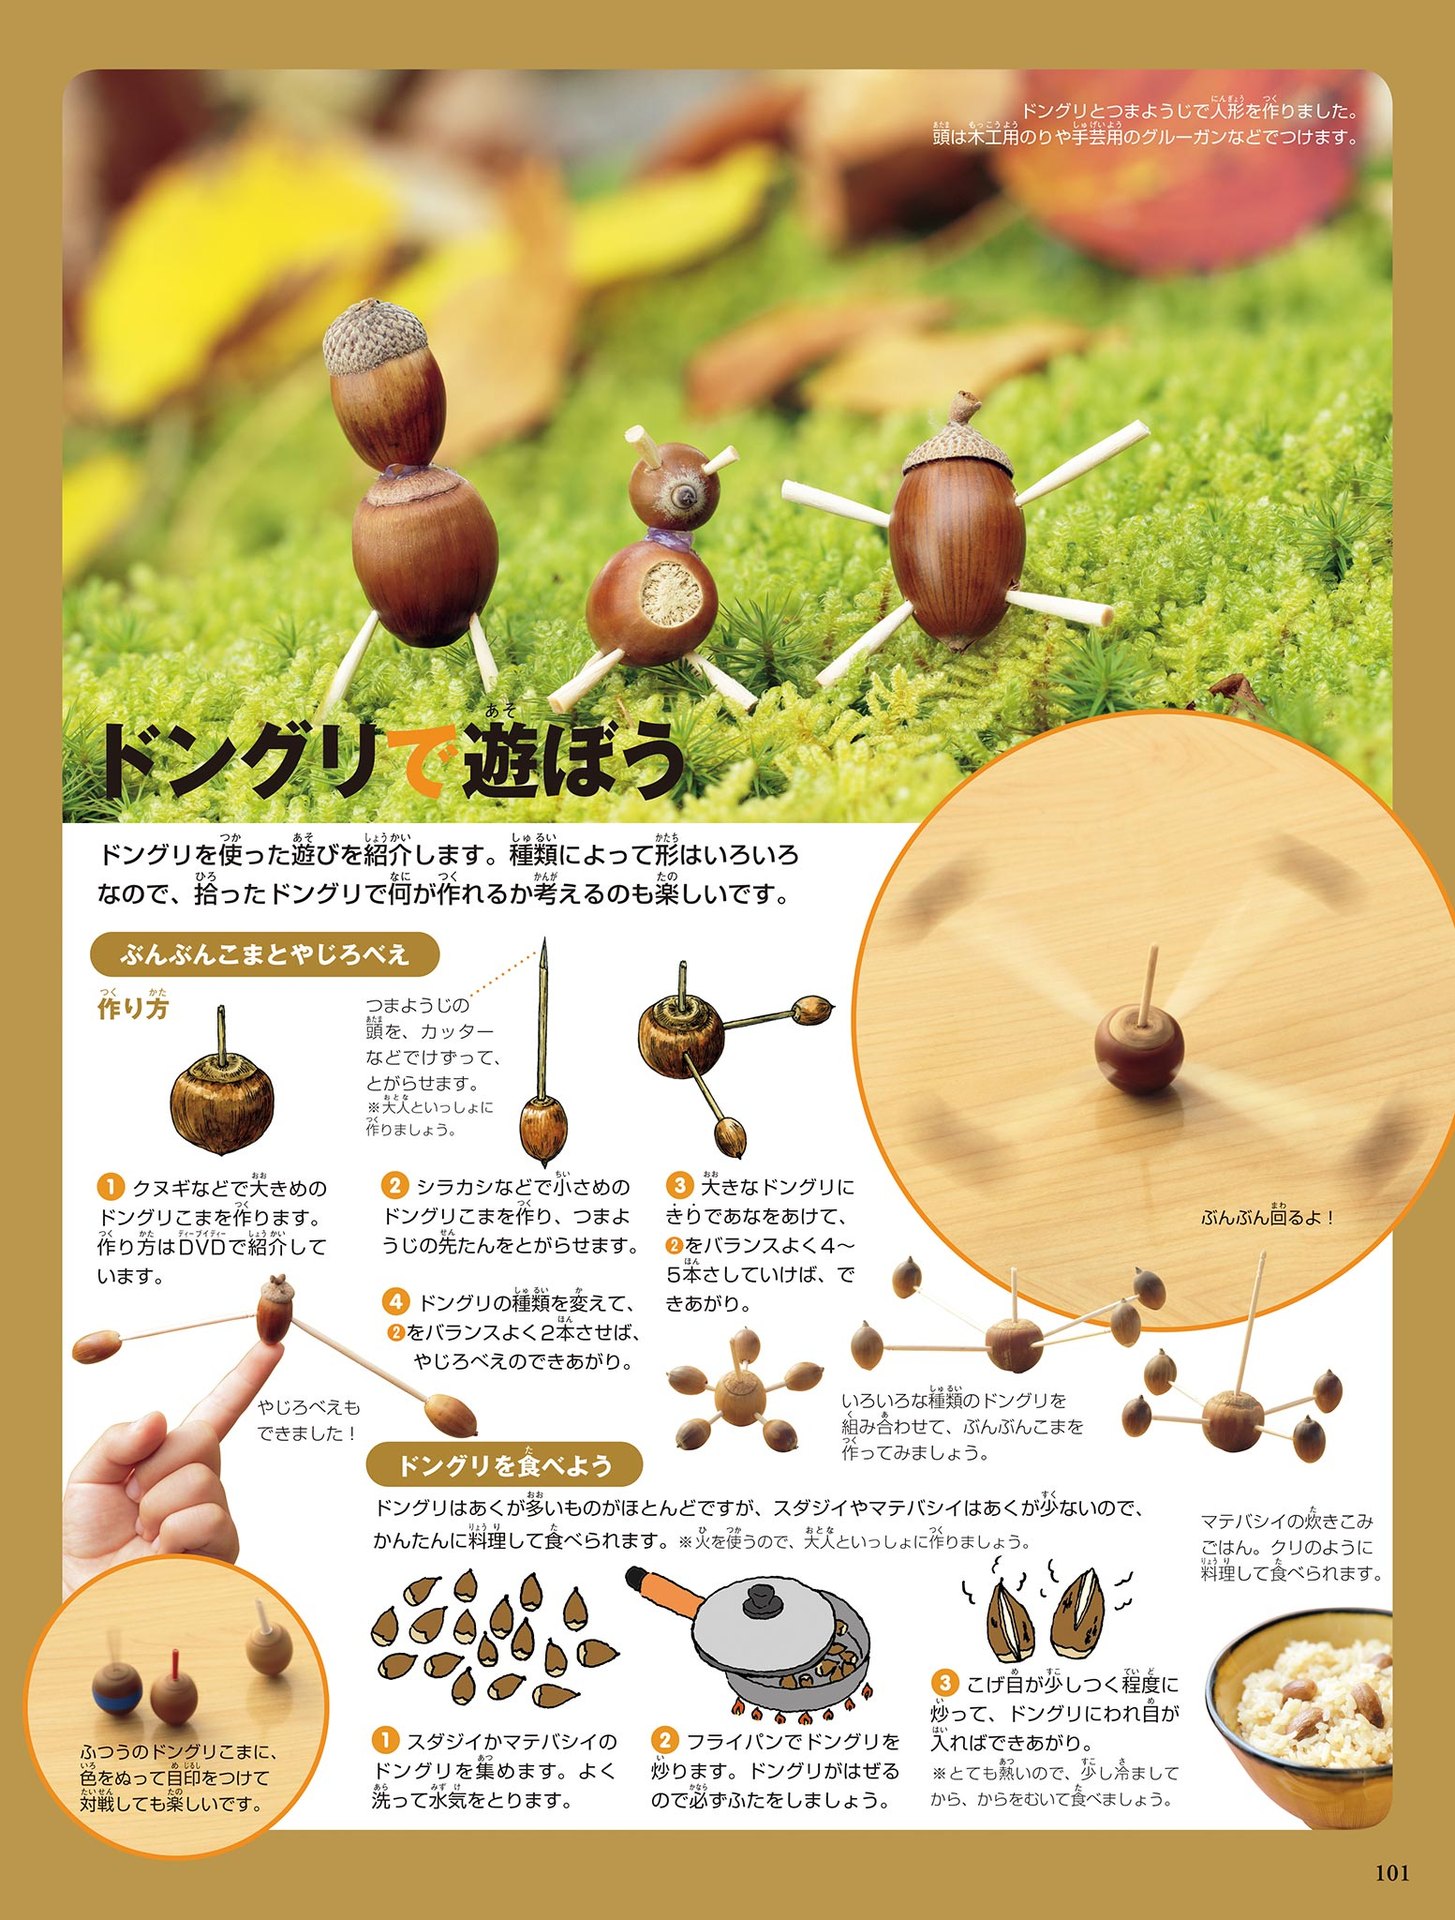 ドングリとつまようじで人形を作りました。
頭は木工用のりや手芸用のグルーガンなどでつけます。
ドングリで遊ぼう
ドングリを使った遊びを紹介します。種類によって形はいろいろ
なので、拾ったドングリで何が作れるか考えるのも楽しいです。
ぶんぶんこまとやじろべえ
作り方
つまようじの
頭を、カッター
などでけずって、
とがらせます。
※大人といっしょに
作りましょう。
1 クヌギなどで大きめの
ドングリこまを作ります。
作り方はDVDで紹介して
います。
2 シラカシなどで小さめの
ドングリこまを作り、つまよ
うじの先たんをとがらせます。
3 大きなドングリに
きりであなをあけて、
2をバランスよく4〜
5本さしていけば、で
きあがり。
4 ドングリの種類を変えて、
2をバランスよく2本させば、
やじろべえのできあがり。
ぶんぶん回るよ！
やじろべえも
できました！
いろいろな種類のドングリを
組み合わせて、ぶんぶんこまを
作ってみましょう。
ドングリを食べよう
ドングリはあくが多いものがほとんどですが、スダジイやマテバシイはあくが少ないので、
かんたんに料理して食べられます。※火を使うので、大人といっしょに作りましょう。
マテバシイの炊きこみ
ごはん。クリのように
料理して食べられます。
1 スダジイかマテバシイの
ドングリを集めます。よく
洗って水気をとります。
2 フライパンでドングリを
炒ります。ドングリがはぜる
ので必ずふたをしましょう。
3 こげ目が少しつく程度に
炒って、ドングリにわれ目が
入ればできあがり。
※とても熱いので、少し冷まして
から、からをむいて食べましょう。
ふつうのドングリこまに、
色をぬって目印をつけて
対戦しても楽しいです。
101